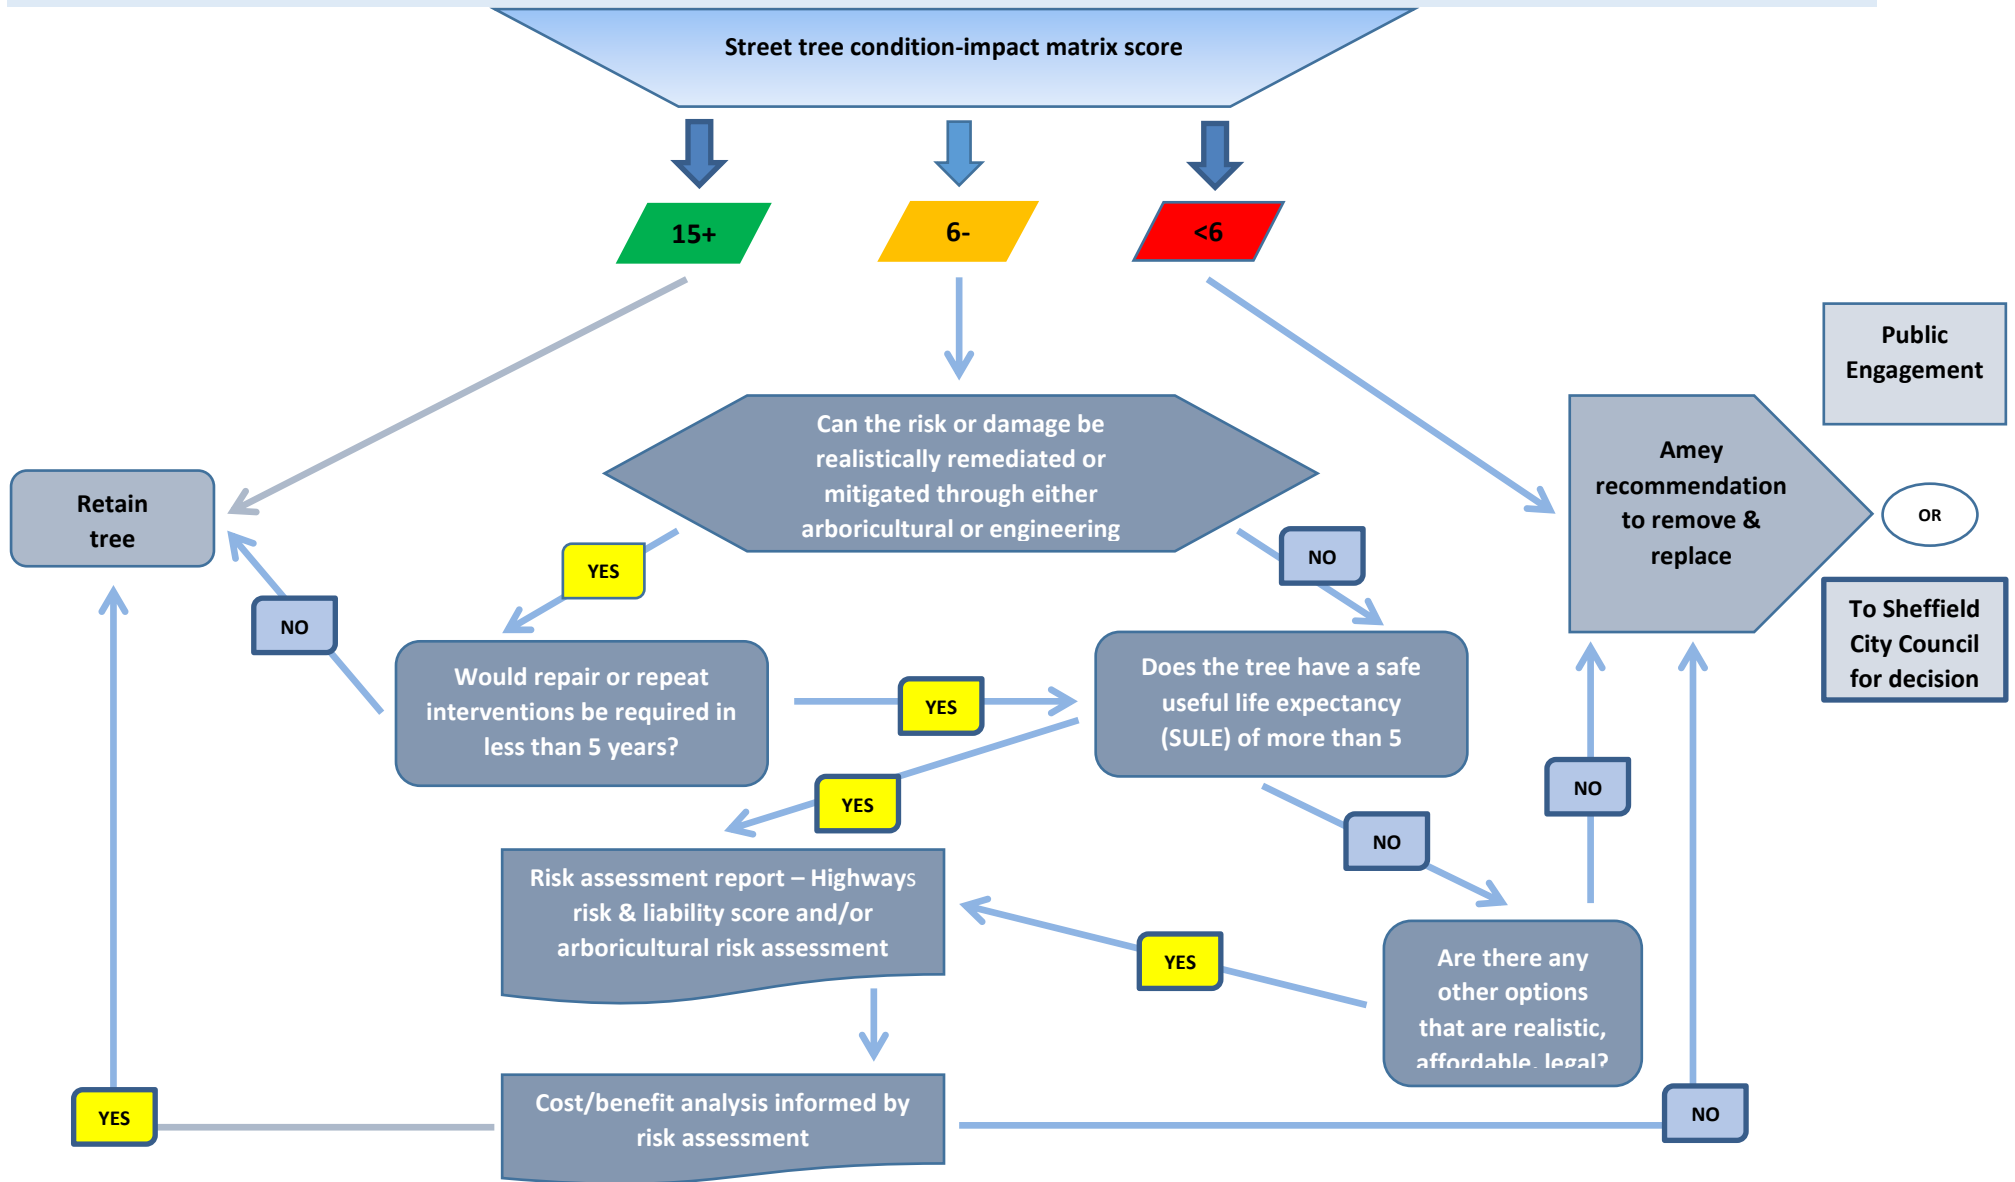 Street tree condition-impact matrix score
15+
6-
<6
Public
Engagement
Can the risk or damage be
realistically remediated or
mitigated through either
arboricultural or engineering
Amey
recommendation
to remove &
replace
Retain
tree
OR
YES
NO
NO
To Sheffield
City Council
for decision
Would repair or repeat
interventions be required in
less than 5 years?
YES
Does the tree have a safe
useful life expectancy
(SULE) of more than 5
YES
NO
NO
Risk assessment report – Highways
risk & liability score and/or
arboricultural risk assessment
YES
Are there any
other options
that are realistic,
affordable, legal?
Cost/benefit analysis informed by
risk assessment
YES
NO